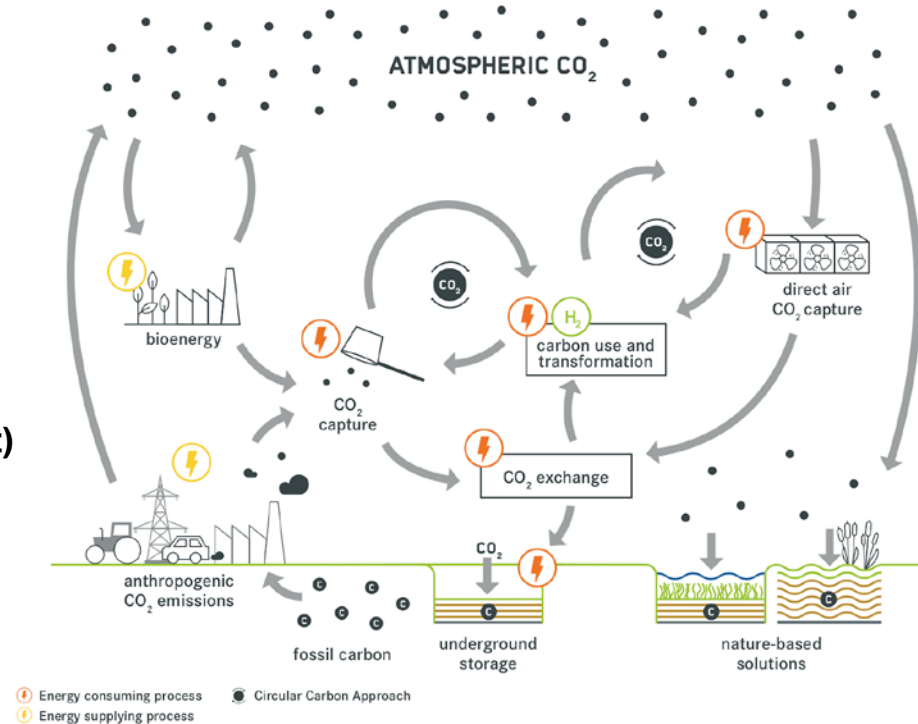 ATMOSPHERIC CO₂
CO₂
CO₂
H₂
bioenergy
carbon use and
transformation
direct air
CO₂ capture
CO₂
capture
t)
CO₂ exchange
CO₂
anthropogenic
CO₂ emissions
C
C
C
C
C
C
C
C
C
fossil carbon
underground
storage
nature-based
solutions
Energy consuming process
Circular Carbon Approach
Energy supplying process